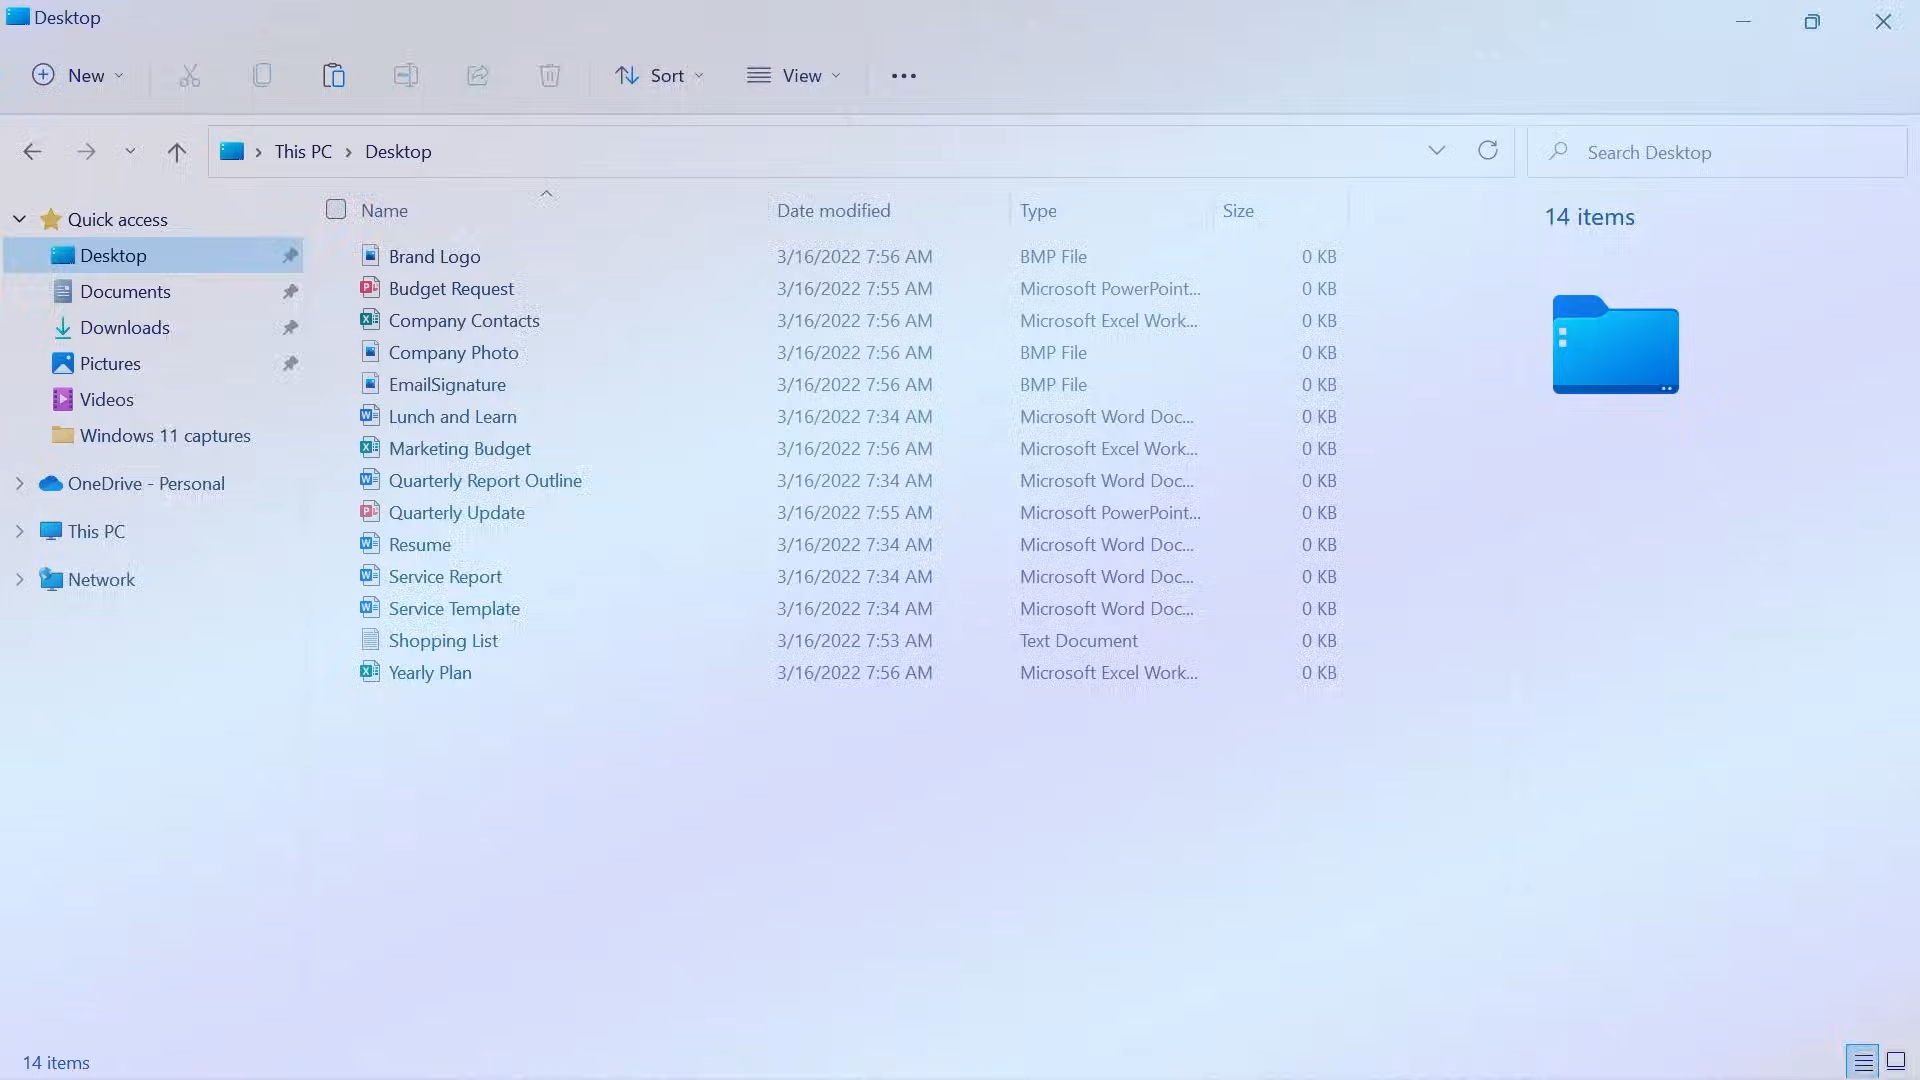 Desktop
New Sort View
This PC Desktop Search Desktop
Quick access
Desktop
Documents
Downloads
Pictures
Videos
Windows 11 captures
OneDrive - Personal
This PC
Network
Name Date modified Type Size
Brand Logo 3/16/2022 7:56 AM BMP File 0 KB
Budget Request 3/16/2022 7:55 AM Microsoft PowerPoint... 0 KB
Company Contacts 3/16/2022 7:56 AM Microsoft Excel Work... 0 KB
Company Photo 3/16/2022 7:56 AM BMP File 0 KB
EmailSignature 3/16/2022 7:56 AM BMP File 0 KB
Lunch and Learn 3/16/2022 7:34 AM Microsoft Word Doc... 0 KB
Marketing Budget 3/16/2022 7:56 AM Microsoft Excel Work... 0 KB
Quarterly Report Outline 3/16/2022 7:34 AM Microsoft Word Doc... 0 KB
Quarterly Update 3/16/2022 7:55 AM Microsoft PowerPoint... 0 KB
Resume 3/16/2022 7:34 AM Microsoft Word Doc... 0 KB
Service Report 3/16/2022 7:34 AM Microsoft Word Doc... 0 KB
Service Template 3/16/2022 7:34 AM Microsoft Word Doc... 0 KB
Shopping List 3/16/2022 7:53 AM Text Document 0 KB
Yearly Plan 3/16/2022 7:56 AM Microsoft Excel Work... 0 KB
14 items
14 items